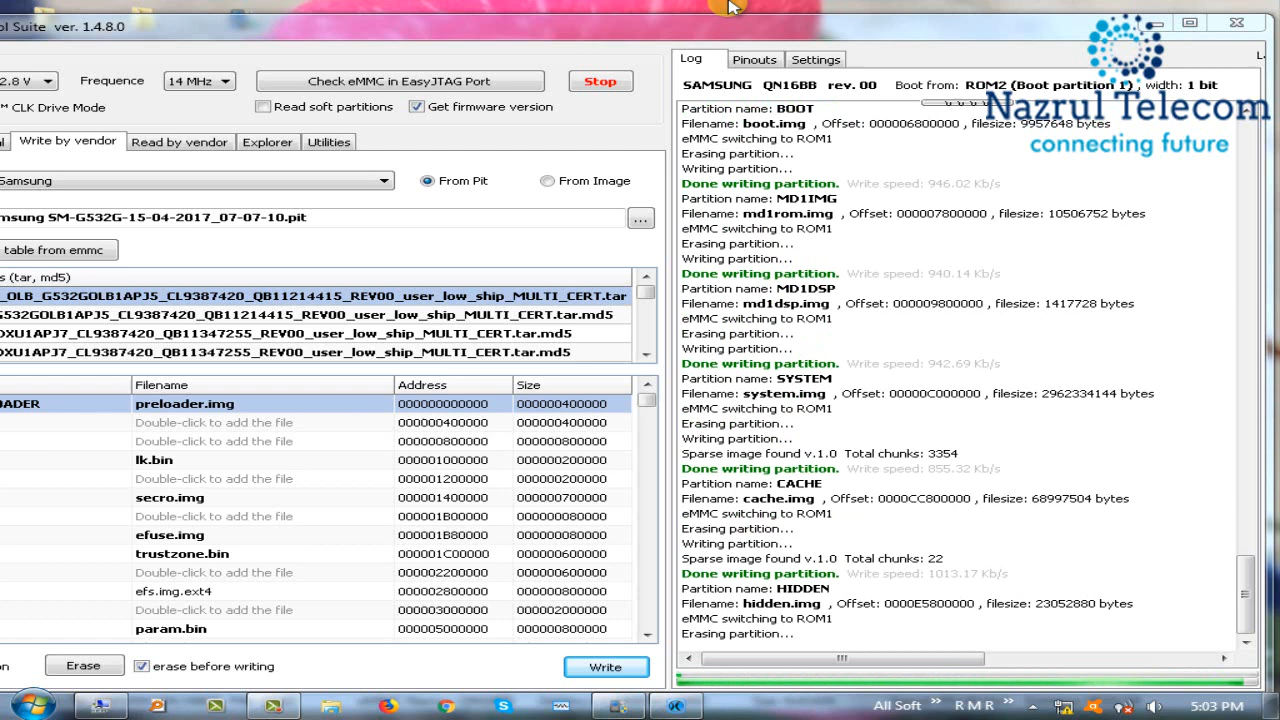 ol Suite ver. 1.4.8.0
2.8 V Frequency 14 MHz Check eMMC in EasyJTAG Port Stop
™ CLK Drive Mode Read soft partitions Get firmware version
Write by vendor Read by vendor Explorer Utilities
Samsung From Pit From Image
msung SM-G532G-15-04-2017_07-07-10.pit ...
table from emmc
s (tar, md5)
_OLB_G532GOLB1APJ5_CL9387420_QB11214415_REV00_user_low_ship_MULTI_CERT.tar
G532GOLB1APJ5_CL9387420_QB11214415_REV00_user_low_ship_MULTI_CERT.tar.md5
DXU1APJ7_CL9387420_QB11347255_REV00_user_low_ship_MULTI_CERT.tar.md5
DXU1APJ7_CL9387420_QB11347255_REV00_user_low_ship_MULTI_CERT.tar.md5
Filename Address Size
OADER preloader.img 000000000000 000000400000
Double-click to add the file 000000400000 000000400000
Double-click to add the file 000000800000 000000800000
lk.bin 000001000000 000000200000
Double-click to add the file 000001200000 000000200000
secro.img 000001400000 000000700000
Double-click to add the file 000001B00000 000000080000
efuse.img 000001B80000 000000080000
trustzone.bin 000001C00000 000000600000
Double-click to add the file 000002200000 000000600000
efs.img.ext4 000002800000 000000800000
Double-click to add the file 000003000000 000002000000
param.bin 000005000000 000000800000
on Erase erase before writing Write
Log Pinouts Settings
SAMSUNG QN16BB rev. 00 Boot from: ROM2 (Boot partition 1) , width: 1 bit
Nazrul Telecom
connecting future
Partition name: BOOT
Filename: boot.img , Offset: 000006800000 , filesize: 9957648 bytes
eMMC switching to ROM1
Erasing partition...
Writing partition...
Done writing partition. Write speed: 946.02 Kb/s
Partition name: MD1IMG
Filename: md1rom.img , Offset: 000007800000 , filesize: 10506752 bytes
eMMC switching to ROM1
Erasing partition...
Writing partition...
Done writing partition. Write speed: 940.14 Kb/s
Partition name: MD1DSP
Filename: md1dsp.img , Offset: 000009800000 , filesize: 1417728 bytes
eMMC switching to ROM1
Erasing partition...
Writing partition...
Done writing partition. Write speed: 942.69 Kb/s
Partition name: SYSTEM
Filename: system.img , Offset: 00000C000000 , filesize: 2962334144 bytes
eMMC switching to ROM1
Erasing partition...
Writing partition...
Sparse image found v.1.0 Total chunks: 3354
Done writing partition. Write speed: 855.32 Kb/s
Partition name: CACHE
Filename: cache.img , Offset: 0000CC800000 , filesize: 68997504 bytes
eMMC switching to ROM1
Erasing partition...
Writing partition...
Sparse image found v.1.0 Total chunks: 22
Done writing partition. Write speed: 1013.17 Kb/s
Partition name: HIDDEN
Filename: hidden.img , Offset: 0000E5800000 , filesize: 23052880 bytes
eMMC switching to ROM1
Erasing partition...
All Soft » R M R » 5:03 PM